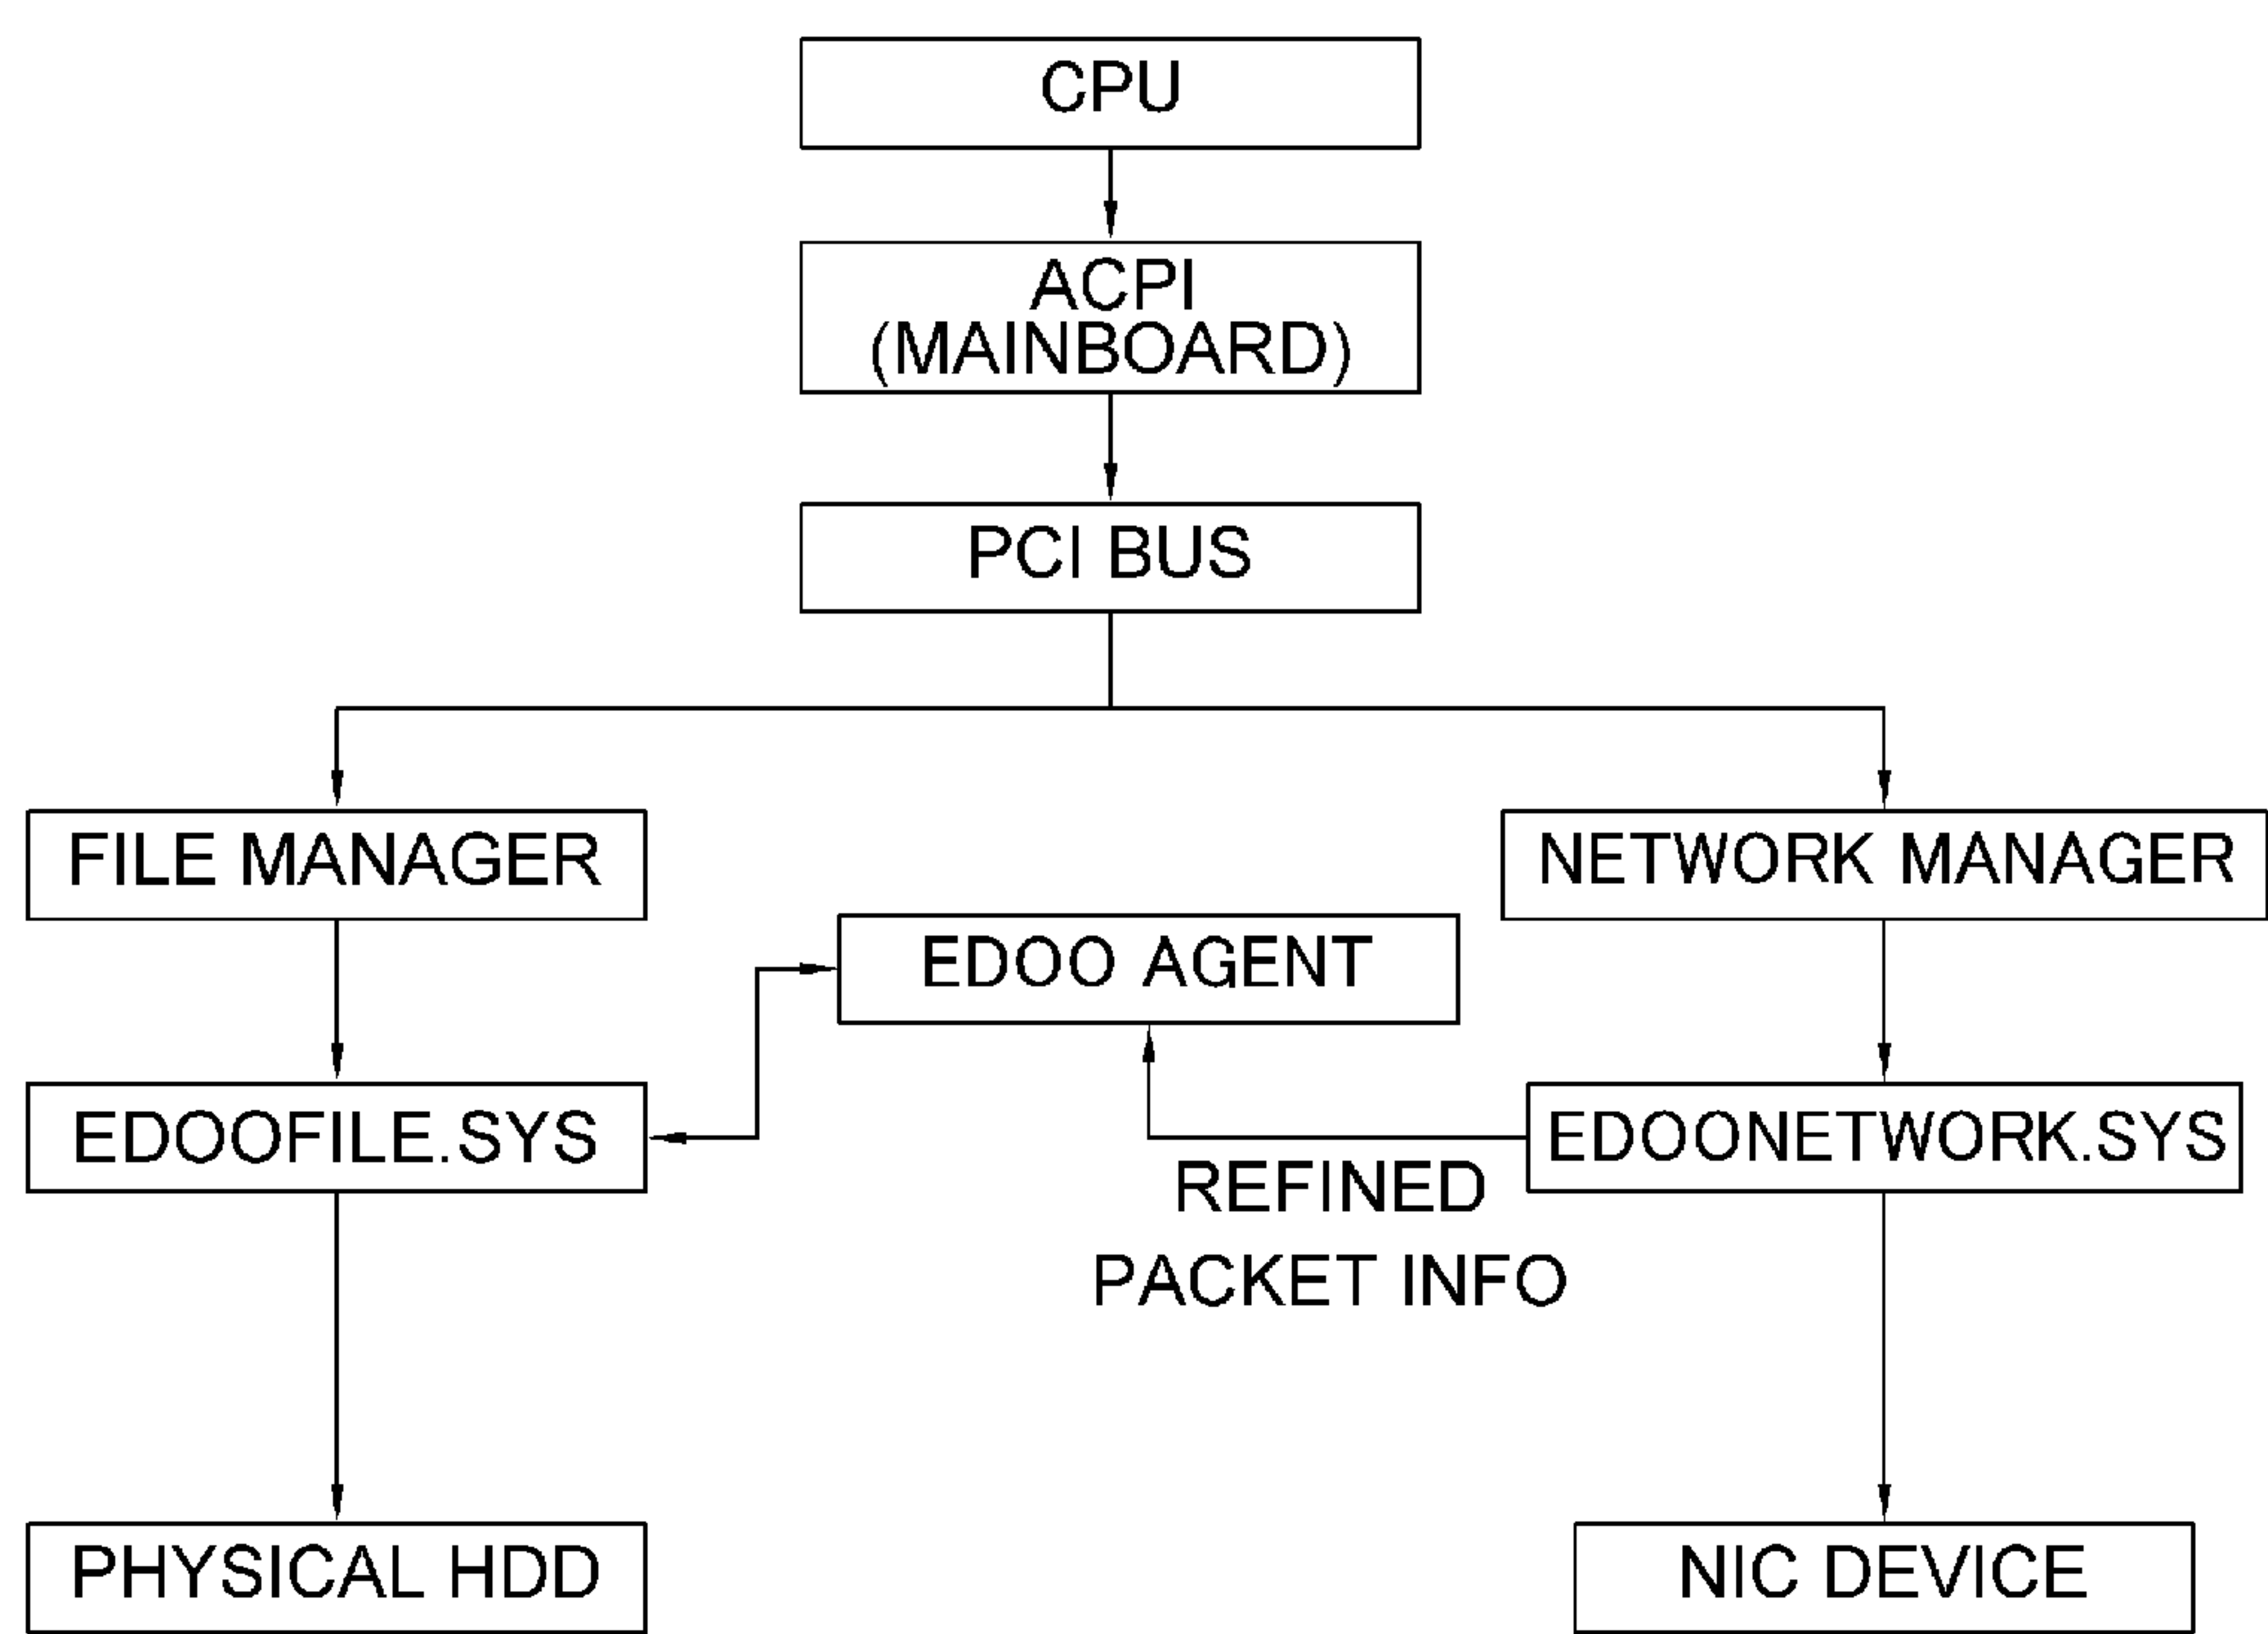 CPU
ACPI
(MAINBOARD)
PCI BUS
FILE MANAGER
NETWORK MANAGER
EDOO AGENT
EDOOFILE.SYS
EDOONETWORK.SYS
REFINED
PACKET INFO
PHYSICAL HDD
NIC DEVICE